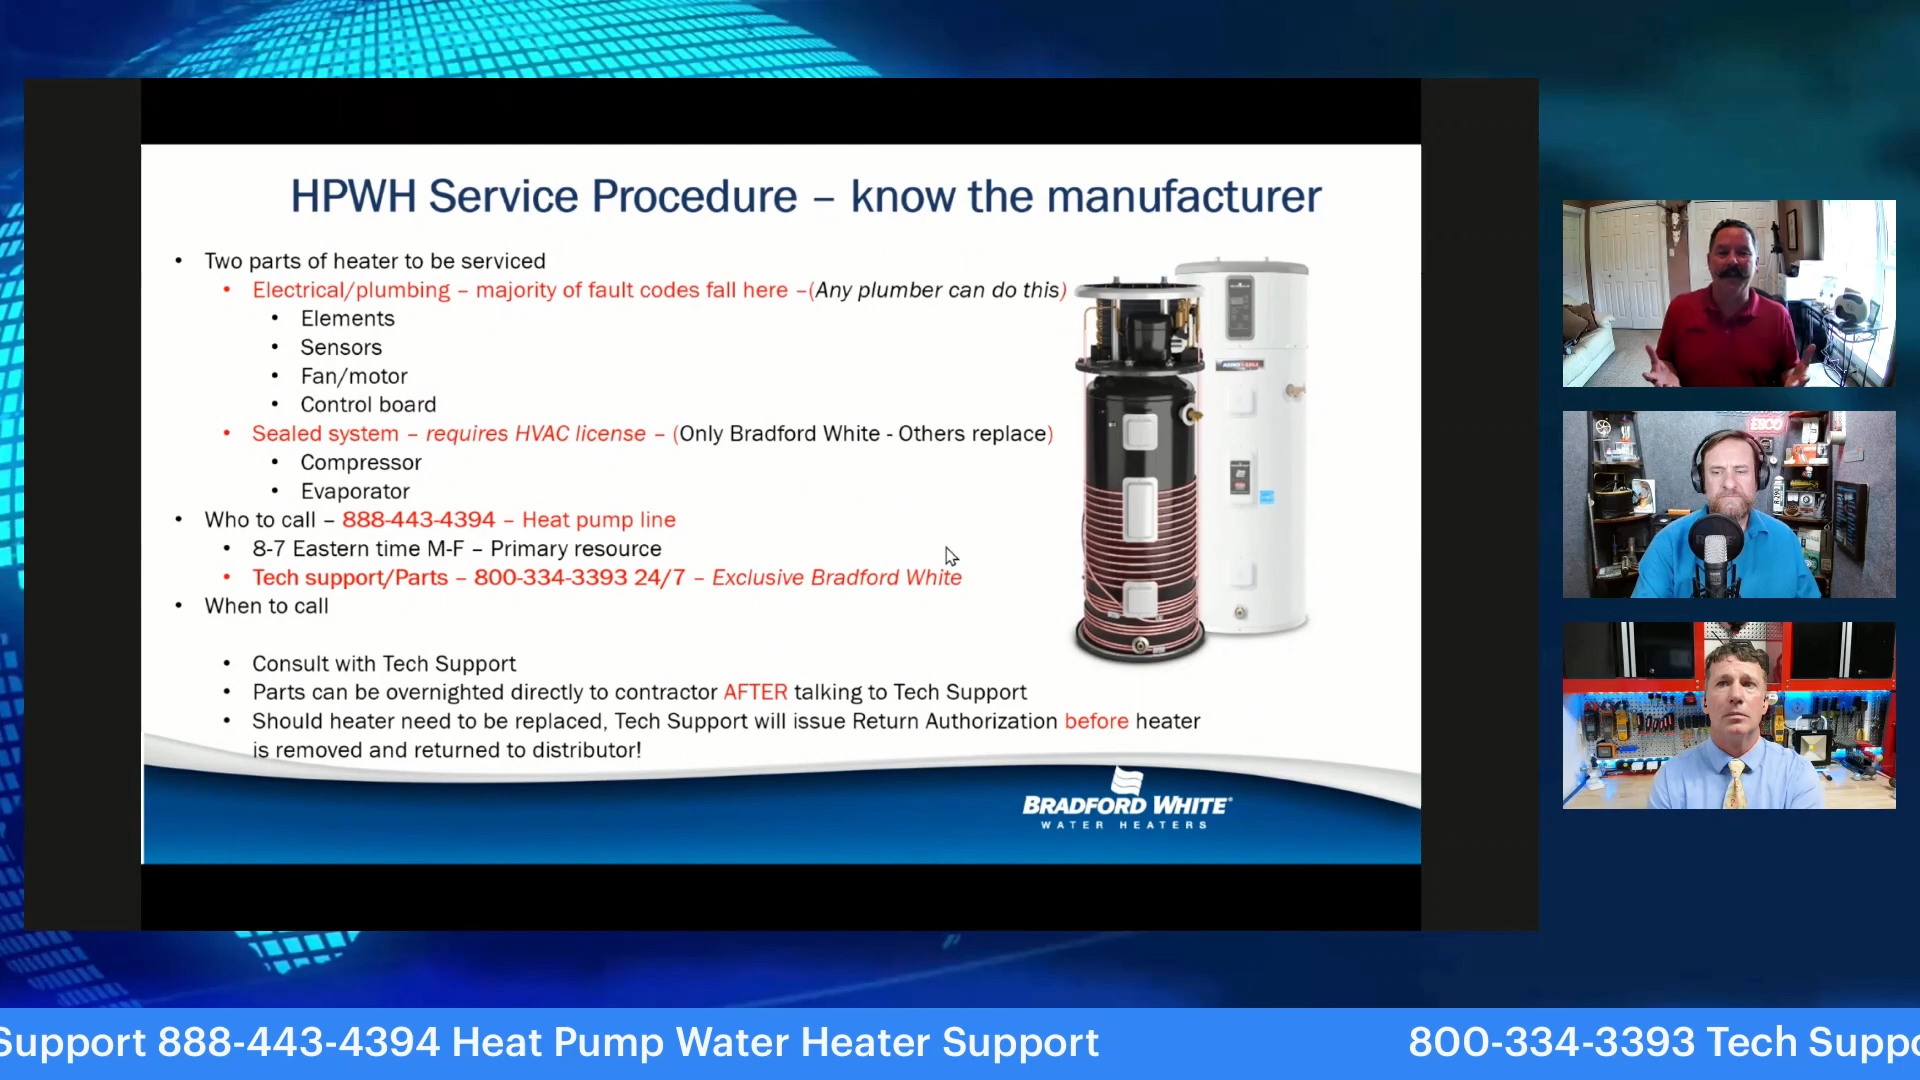 HPWH Service Procedure – know the manufacturer
• Two parts of heater to be serviced
• Electrical/plumbing – majority of fault codes fall here –(Any plumber can do this)
• Elements
• Sensors
• Fan/motor
• Control board
• Sealed system – requires HVAC license – (Only Bradford White - Others replace)
• Compressor
• Evaporator
• Who to call – 888-443-4394 – Heat pump line
• 8-7 Eastern time M-F – Primary resource
• Tech support/Parts – 800-334-3393 24/7 – Exclusive Bradford White
• When to call
• Consult with Tech Support
• Parts can be overnighted directly to contractor AFTER talking to Tech Support
• Should heater need to be replaced, Tech Support will issue Return Authorization before heater
is removed and returned to distributor!
BRADFORD WHITE®
WATER HEATERS
ESCO
Support 888-443-4394 Heat Pump Water Heater Support
800-334-3393 Tech Suppo